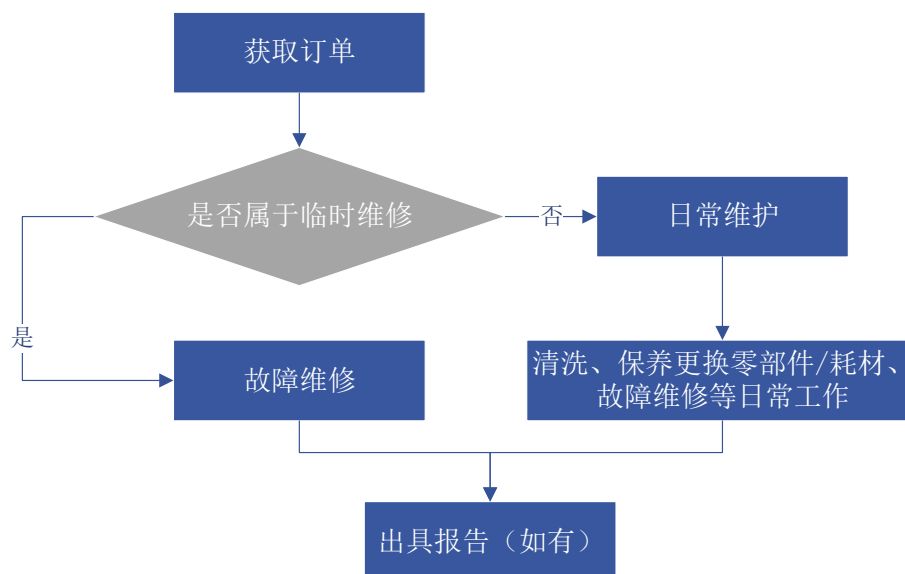 获取订单
是否属于临时维修
否
日常维护
是
故障维修
清洗、保养更换零部件/耗材、
故障维修等日常工作
出具报告（如有）